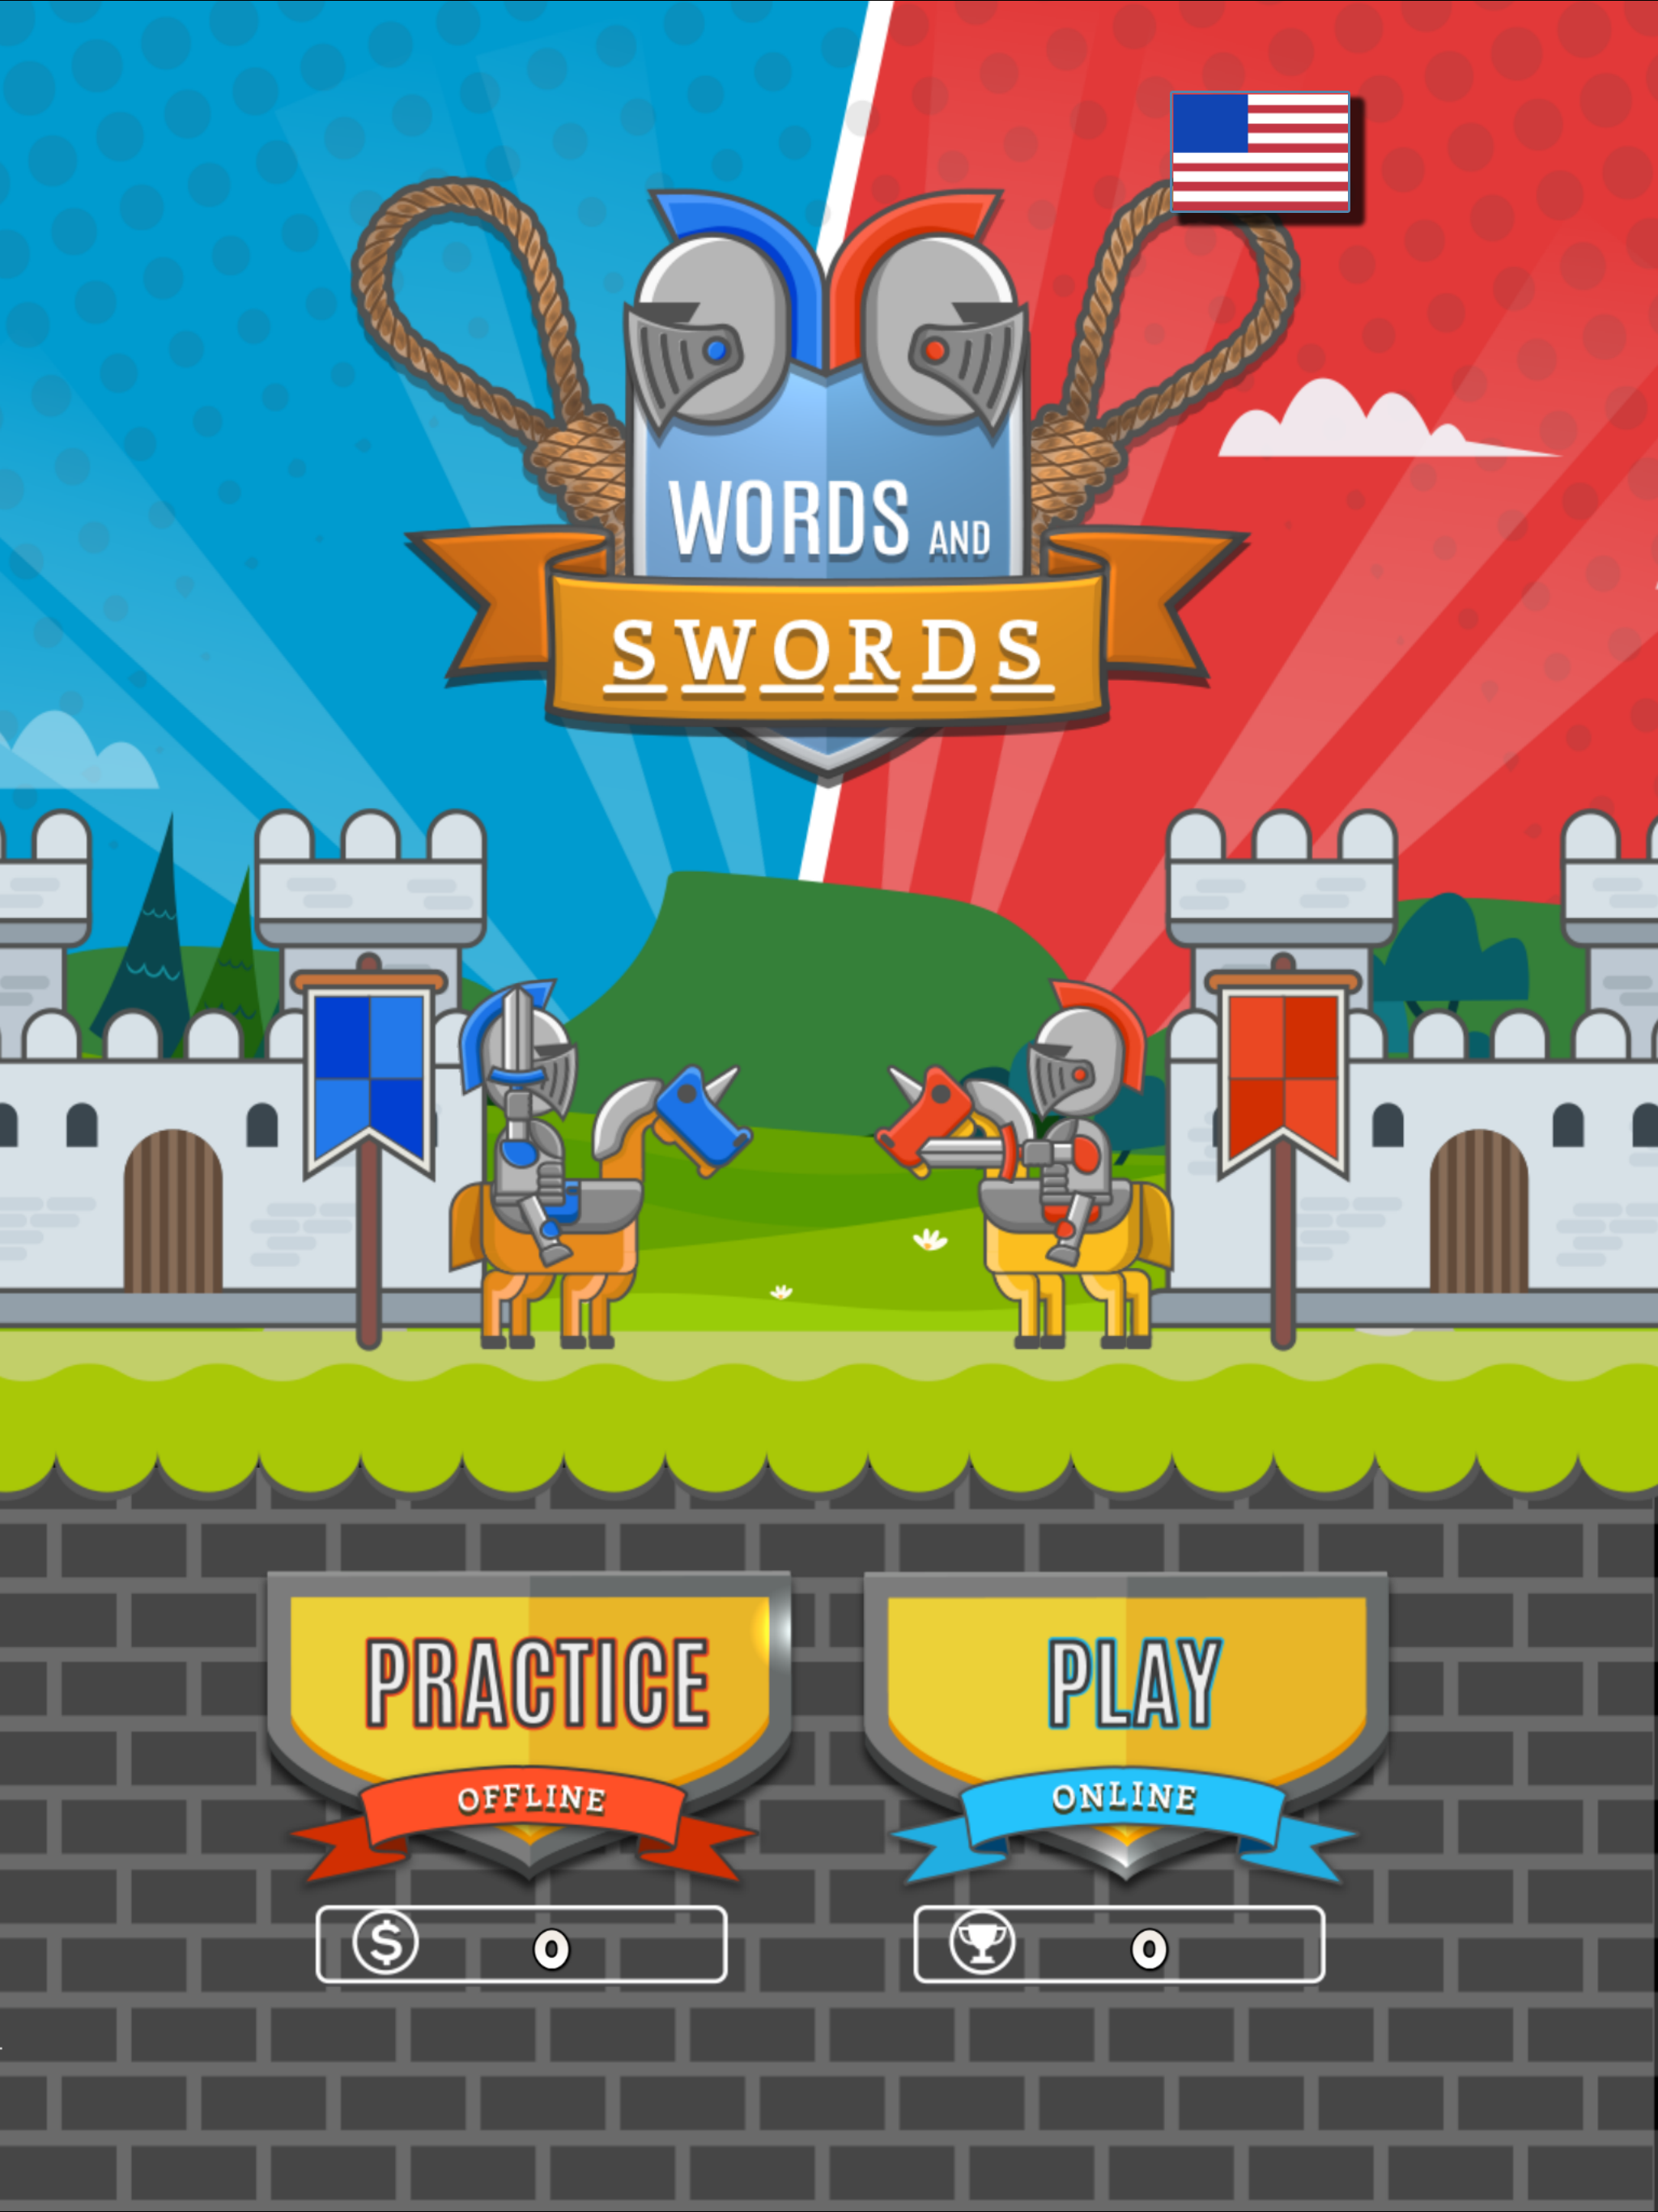 WORDS AND
SWORDS
PRACTICE
OFFLINE
PLAY
ONLINE
$ 0
0